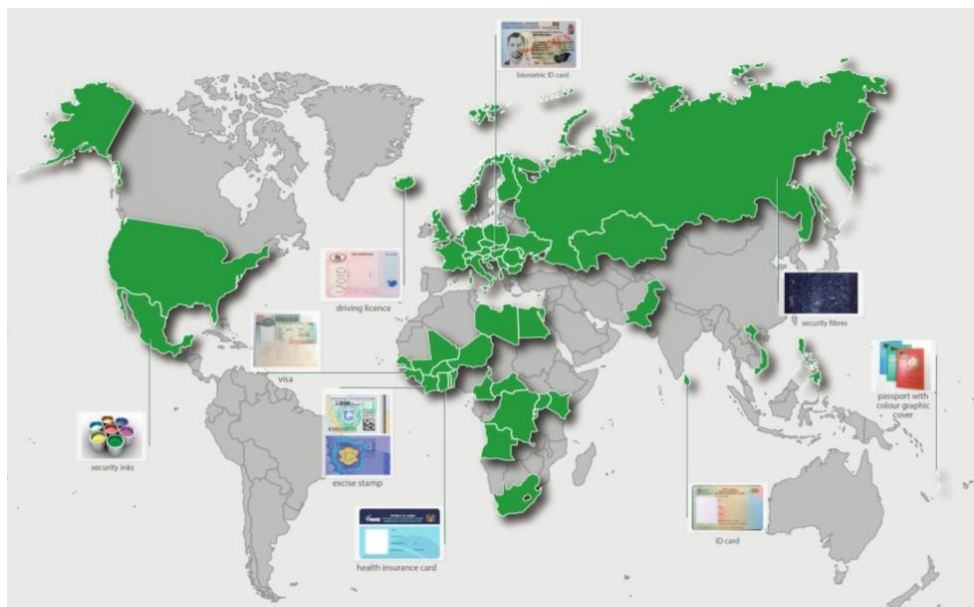 biometric ID card
driving licence
visa
security fibres
passport with
colour graphic
cover
security inks
excise stamp
ID card
health insurance card